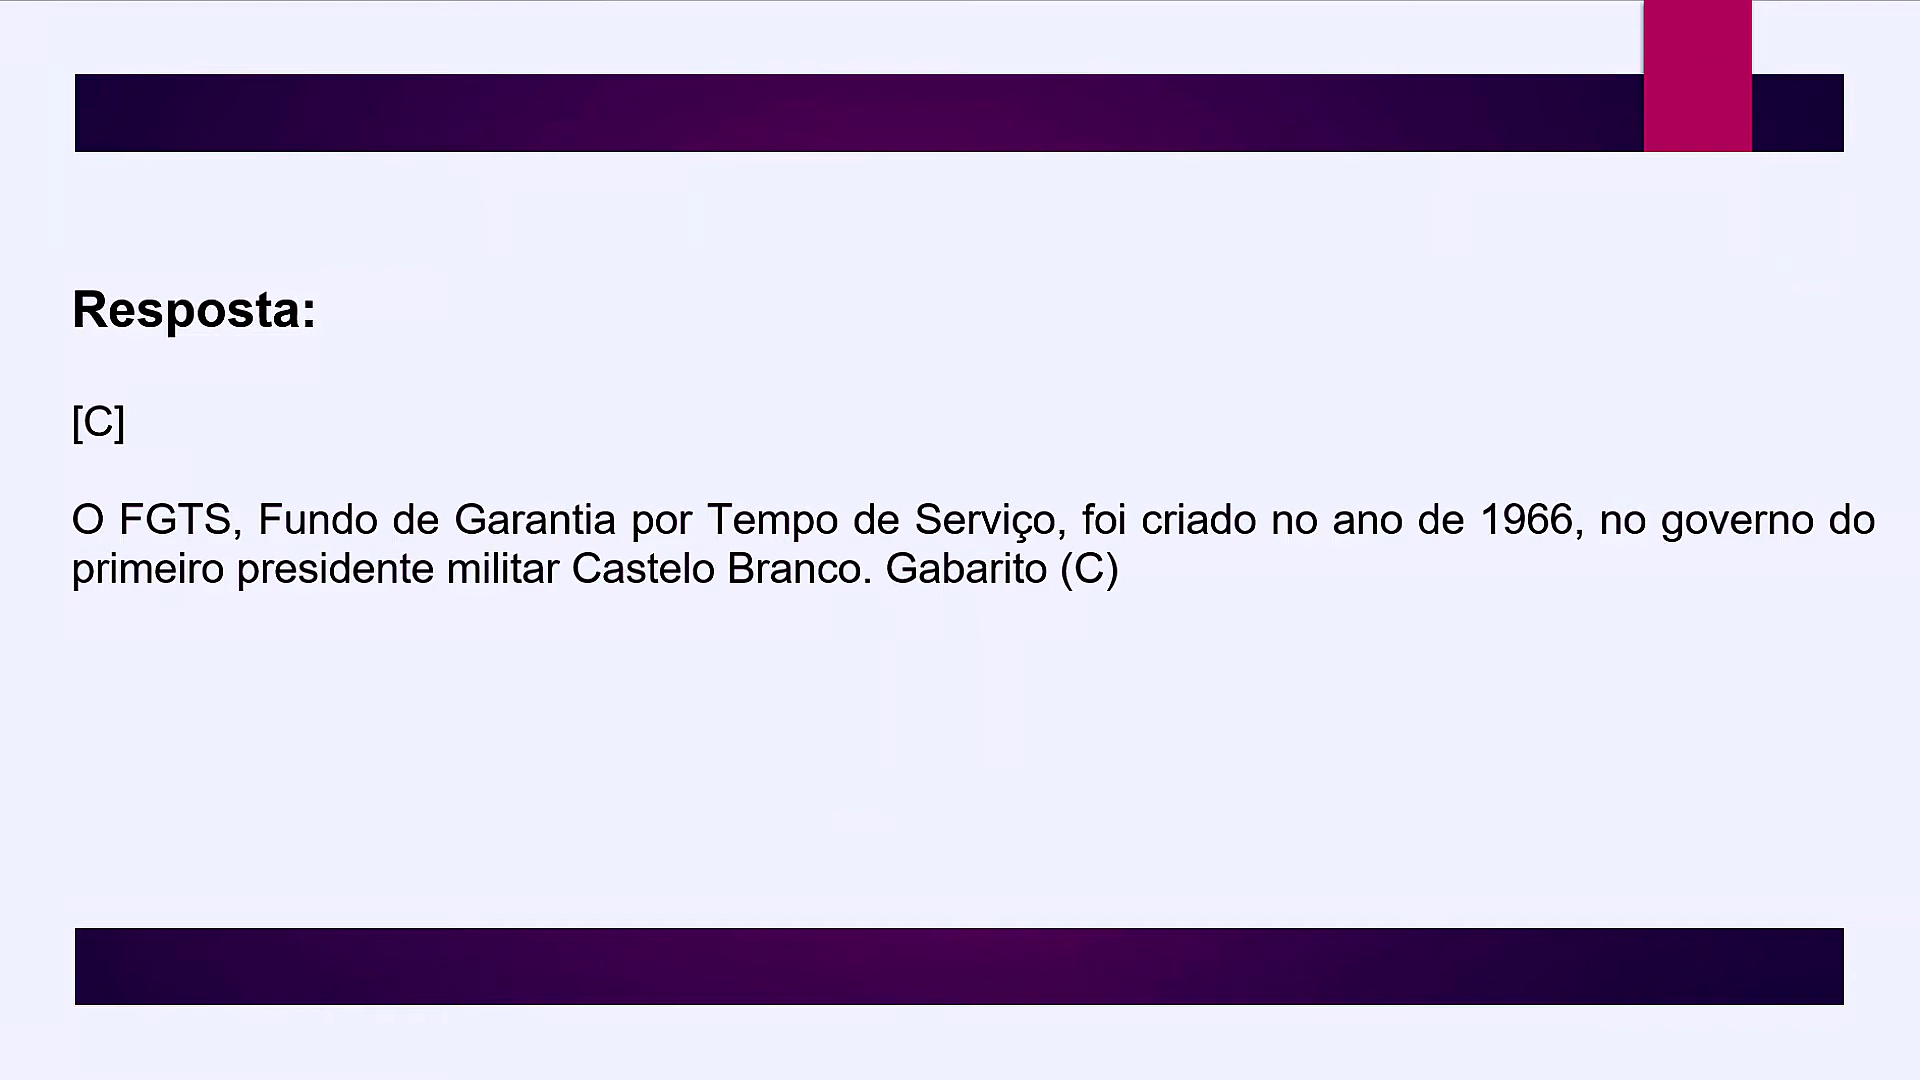 Resposta:
[C]
O FGTS, Fundo de Garantia por Tempo de Serviço, foi criado no ano de 1966, no governo do
primeiro presidente militar Castelo Branco. Gabarito (C)